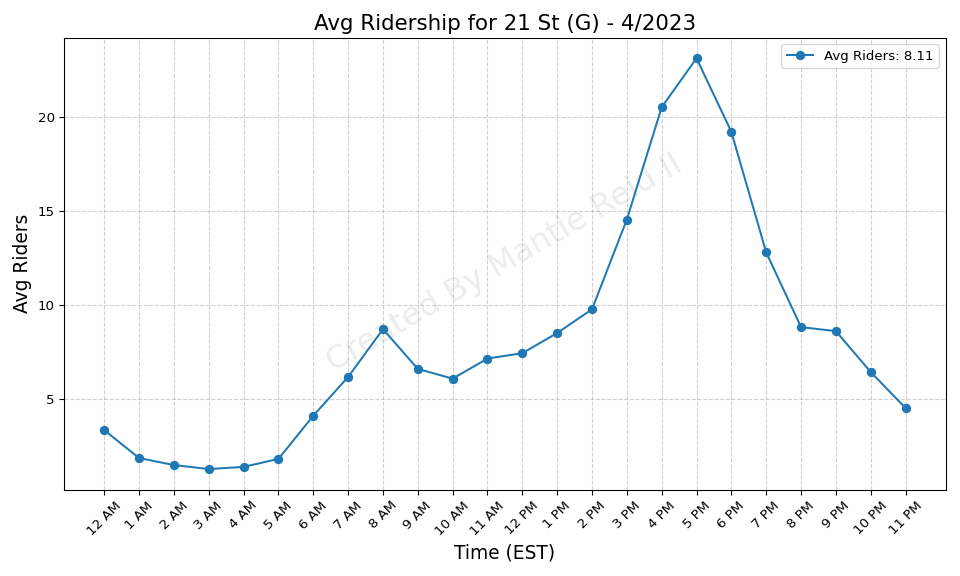 Avg Ridership for 21 St (G) - 4/2023
Avg Riders: 8.11
20
15
10
5
Avg Riders
Created By Mantie Reid II
12 AM
1 AM
2 AM
3 AM
4 AM
5 AM
6 AM
7 AM
8 AM
9 AM
10 AM
11 AM
12 PM
1 PM
2 PM
3 PM
4 PM
5 PM
6 PM
7 PM
8 PM
9 PM
10 PM
11 PM
Time (EST)